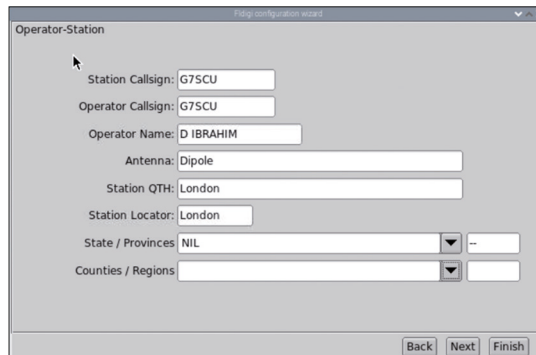 Fldigi configuration wizard
Operator-Station
Station Callsign: G7SCU
Operator Callsign: G7SCU
Operator Name: D IBRAHIM
Antenna: Dipole
Station QTH: London
Station Locator: London
State / Provinces NIL --
Counties / Regions
Back Next Finish